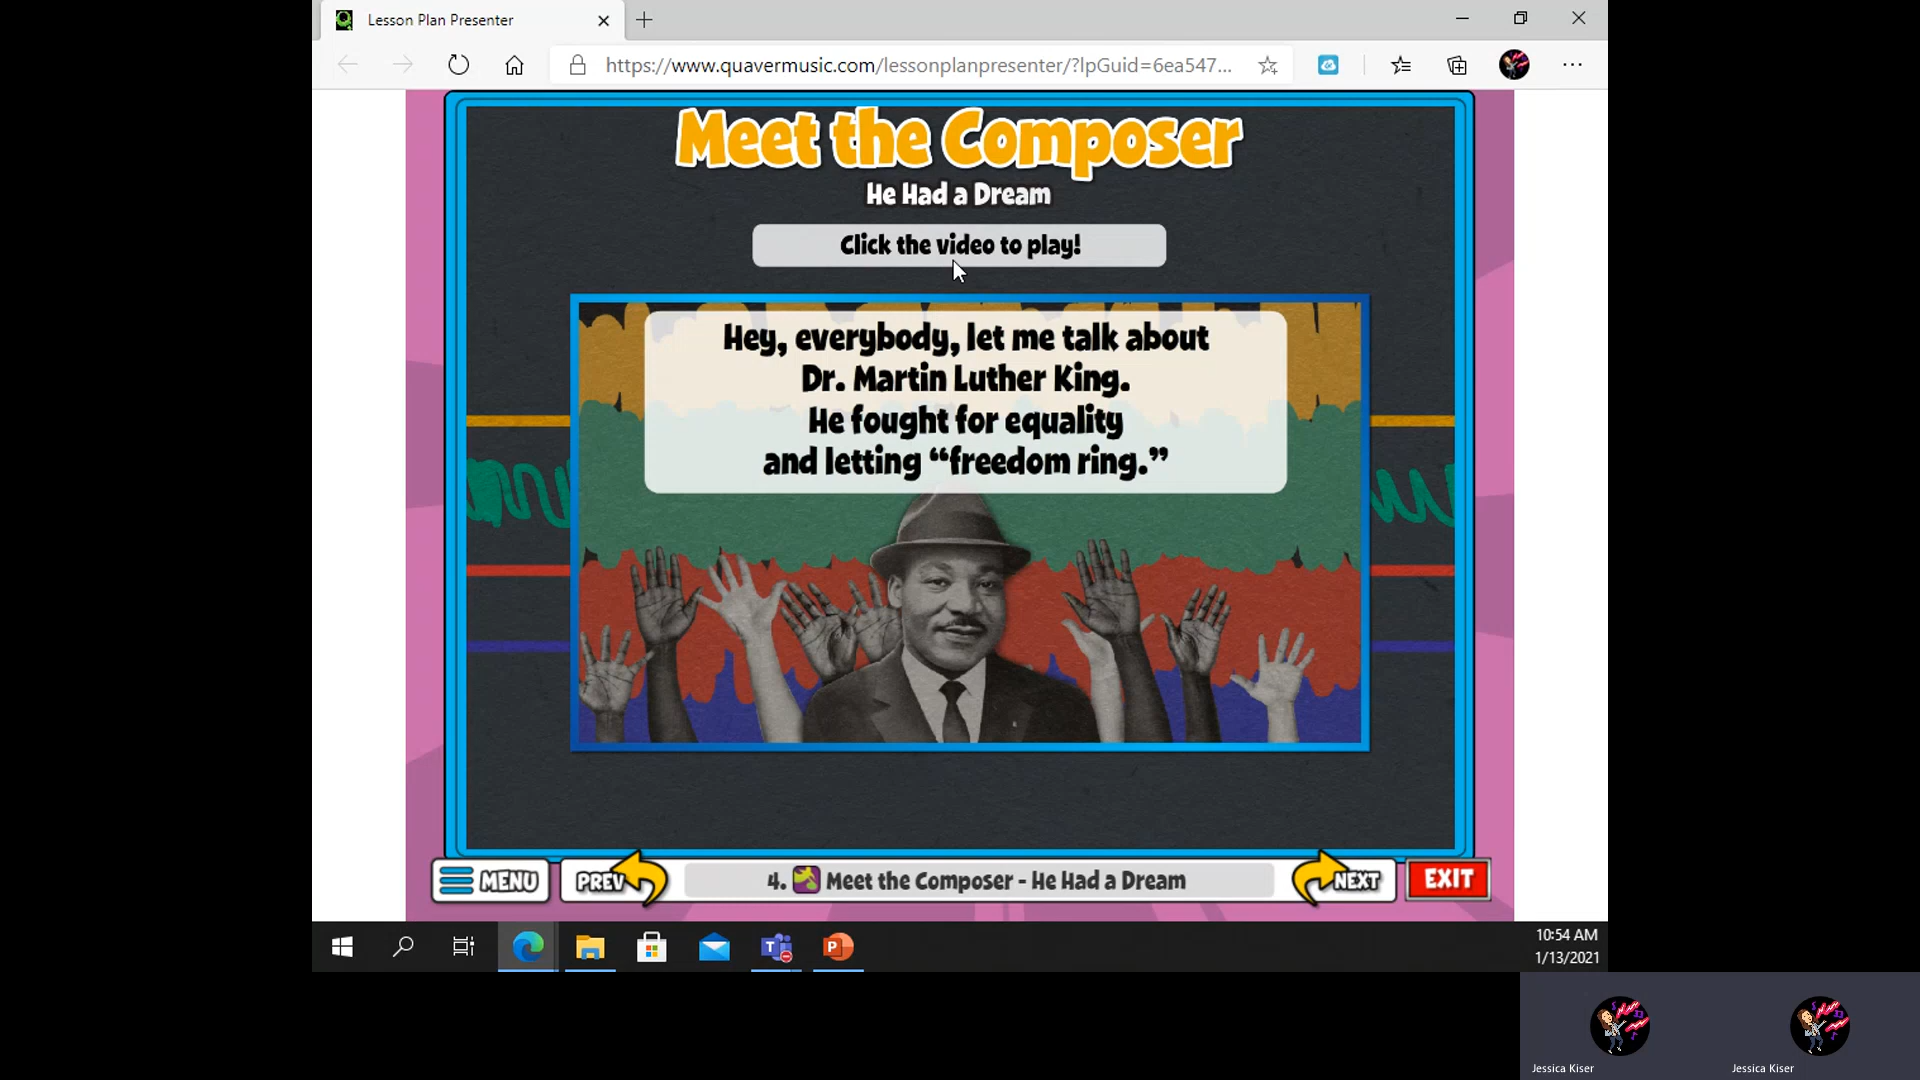 Lesson Plan Presenter
https://www.quavermusic.com/lessonplanpresenter/?lpGuid=6ea547...
Meet the Composer
He Had a Dream
Click the video to play!
Hey, everybody, let me talk about
Dr. Martin Luther King.
He fought for equality
and letting “freedom ring.”
MENU
PREV
4. Meet the Composer - He Had a Dream
NEXT
EXIT
10:54 AM
1/13/2021
Jessica Kiser
Jessica Kiser